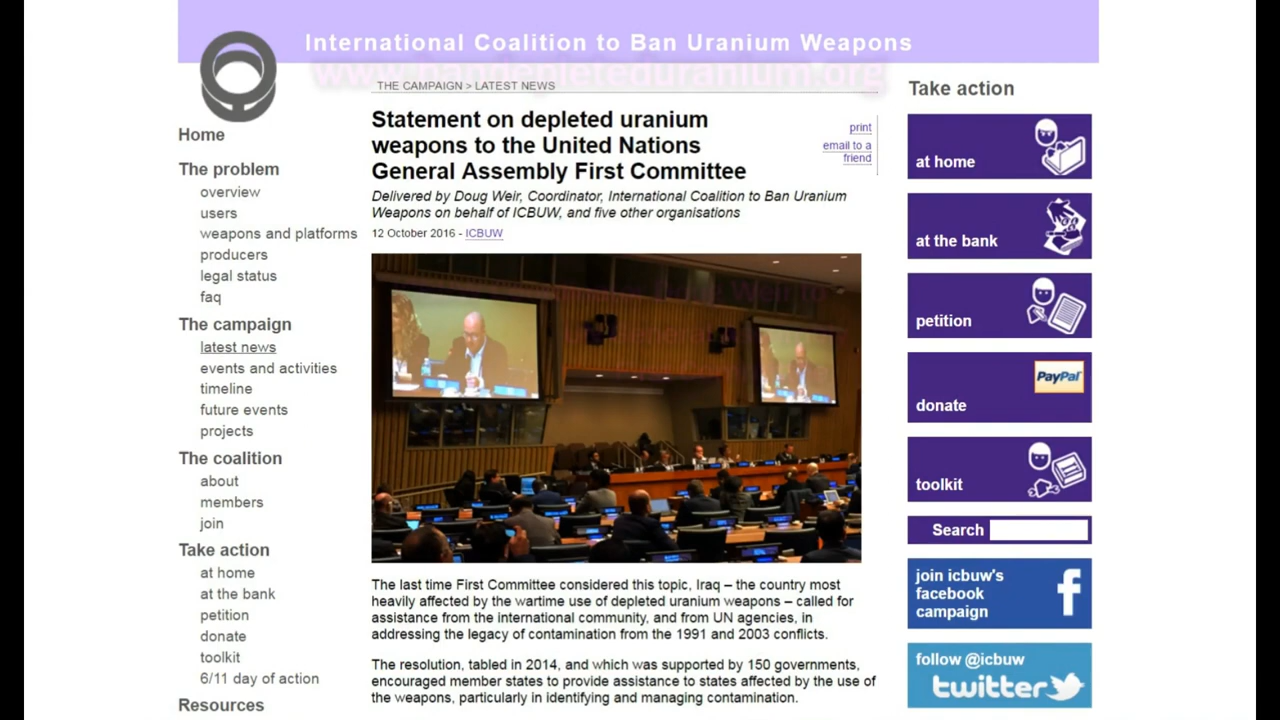 International Coalition to Ban Uranium Weapons
www.bandepleteduranium.org
THE CAMPAIGN > LATEST NEWS
Statement on depleted uranium
weapons to the United Nations
General Assembly First Committee
print
email to a
friend
Delivered by Doug Weir, Coordinator, International Coalition to Ban Uranium
Weapons on behalf of ICBUW, and five other organisations
12 October 2016 - ICBUW
The last time First Committee considered this topic, Iraq – the country most
heavily affected by the wartime use of depleted uranium weapons – called for
assistance from the international community, and from UN agencies, in
addressing the legacy of contamination from the 1991 and 2003 conflicts.
The resolution, tabled in 2014, and which was supported by 150 governments,
encouraged member states to provide assistance to states affected by the use of
the weapons, particularly in identifying and managing contamination.
Home
The problem
overview
users
weapons and platforms
producers
legal status
faq
The campaign
latest news
events and activities
timeline
future events
projects
The coalition
about
members
join
Take action
at home
at the bank
petition
donate
toolkit
6/11 day of action
Resources
Take action
at home
at the bank
petition
PayPal
donate
toolkit
Search
join icbuw's
facebook
campaign
f
follow @icbuw
twitter